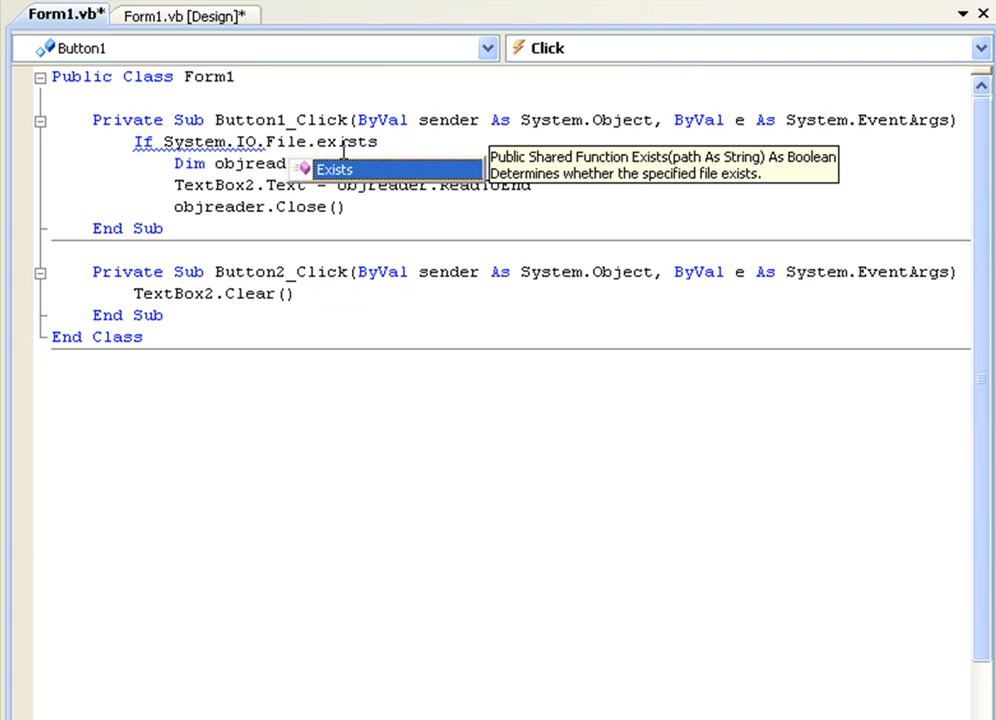 Form1.vb* Form1.vb [Design]*
Button1 Click
Public Class Form1
Private Sub Button1_Click(ByVal sender As System.Object, ByVal e As System.EventArgs)
If System.IO.File.exists
Dim objread
Exists
Public Shared Function Exists(path As String) As Boolean
Determines whether the specified file exists.
TextBox2.Text = objreader.ReadToEnd
objreader.Close()
End Sub
Private Sub Button2_Click(ByVal sender As System.Object, ByVal e As System.EventArgs)
TextBox2.Clear()
End Sub
End Class